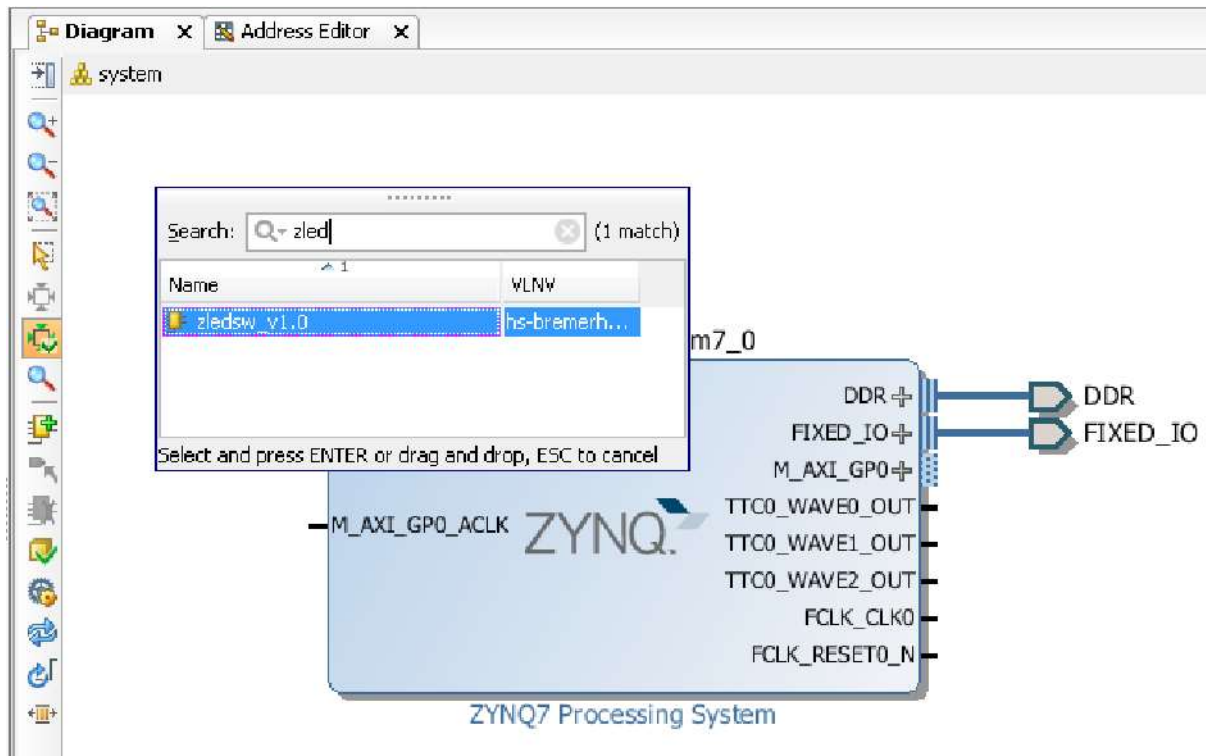 Diagram X Address Editor X
system
Search: zled (1 match)
1
Name VLNV
zledsw_v1.0 hs-bremerh...
Select and press ENTER or drag and drop, ESC to cancel
m7_0
DDR
DDR
FIXED_IO
FIXED_IO
M_AXI_GP0
TTC0_WAVE0_OUT
M_AXI_GP0_ACLK
ZYNQ.
TTC0_WAVE1_OUT
TTC0_WAVE2_OUT
FCLK_CLK0
FCLK_RESET0_N
ZYNQ7 Processing System